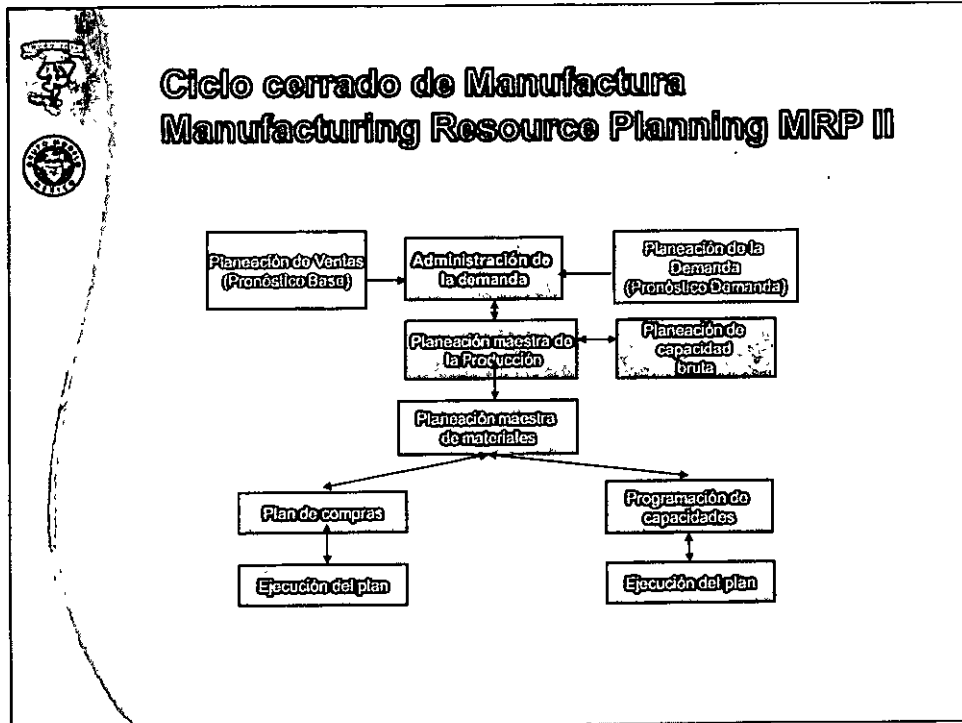 Ciclo cerrado de Manufactura
Manufacturing Resource Planning MRP II
Planeación de Ventas
(Pronóstico Base)
Administración de
la demanda
Planeación de la
Demanda
(Pronóstico Demanda)
Planeación maestra de
la Producción
Planeación de
capacidad
bruta
Planeación maestra
de materiales
Plan de compras
Programación de
capacidades
Ejecución del plan
Ejecución del plan